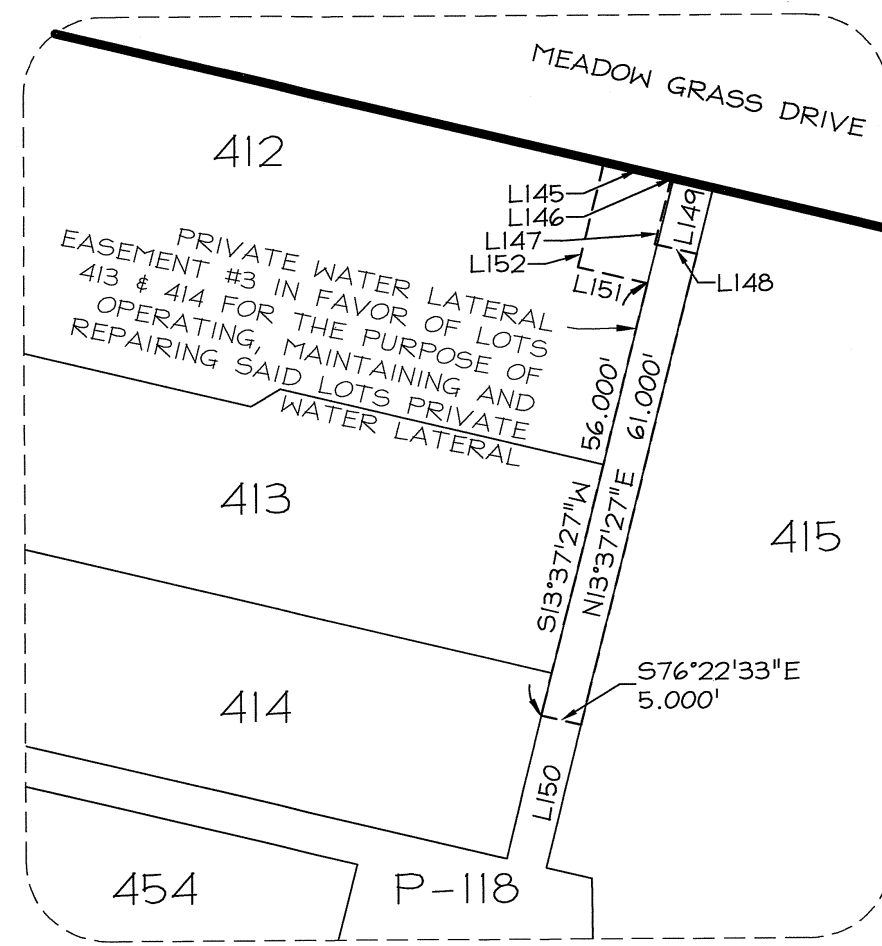 MEADOW GRASS DRIVE
412
L145
L146
L147
L152
L151
L149
L148
PRIVATE WATER LATERAL
EASEMENT #3 IN FAVOR OF LOTS
413 & 414 FOR THE PURPOSE OF
OPERATING, MAINTAINING AND
REPAIRING SAID LOTS PRIVATE
WATER LATERAL
56.000'
61.000'
S13°37'27"W
N13°37'27"E
413
415
S76°22'33"E
5.000'
414
L150
454
P-118